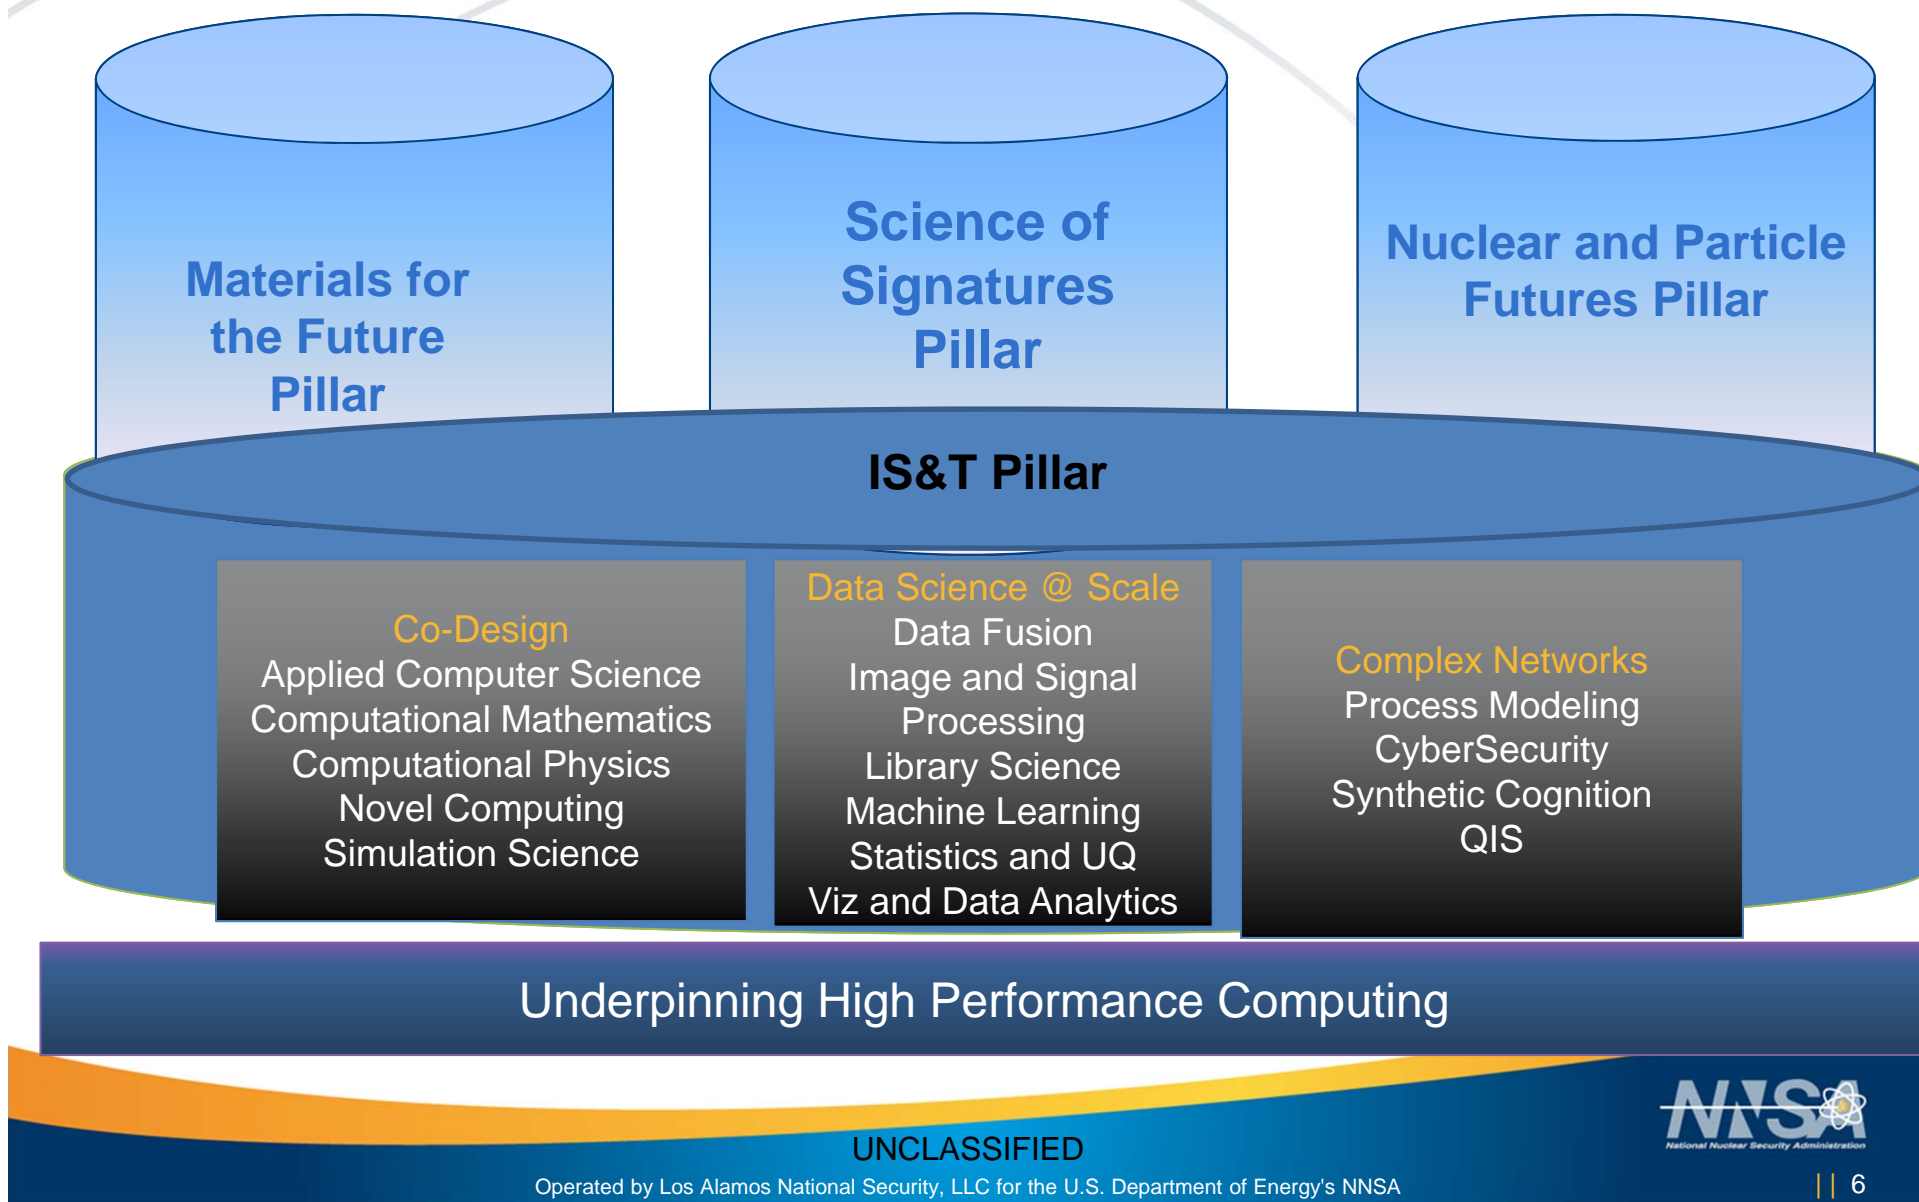 Materials for
the Future
Pillar
Science of
Signatures
Pillar
Nuclear and Particle
Futures Pillar
IS&T Pillar
Co-Design
Applied Computer Science
Computational Mathematics
Computational Physics
Novel Computing
Simulation Science
Data Science @ Scale
Data Fusion
Image and Signal
Processing
Library Science
Machine Learning
Statistics and UQ
Viz and Data Analytics
Complex Networks
Process Modeling
CyberSecurity
Synthetic Cognition
QIS
Underpinning High Performance Computing
NNSA
National Nuclear Security Administration
UNCLASSIFIED
Operated by Los Alamos National Security, LLC for the U.S. Department of Energy's NNSA
|| 6